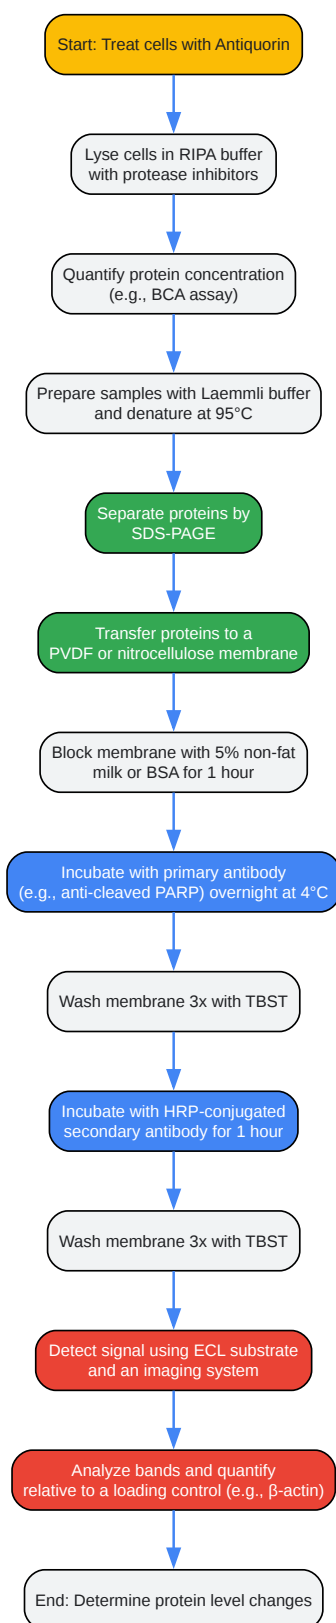 Start: Treat cells with Antiquorin
Lyse cells in RIPA buffer
with protease inhibitors
Quantify protein concentration
(e.g., BCA assay)
Prepare samples with Laemmli buffer
and denature at 95°C
Separate proteins by
SDS-PAGE
Transfer proteins to a
PVDF or nitrocellulose membrane
Block membrane with 5% non-fat
milk or BSA for 1 hour
Incubate with primary antibody
(e.g., anti-cleaved PARP) overnight at 4°C
Wash membrane 3x with TBST
Incubate with HRP-conjugated
secondary antibody for 1 hour
Wash membrane 3x with TBST
Detect signal using ECL substrate
and an imaging system
Analyze bands and quantify
relative to a loading control (e.g., β-actin)
End: Determine protein level changes